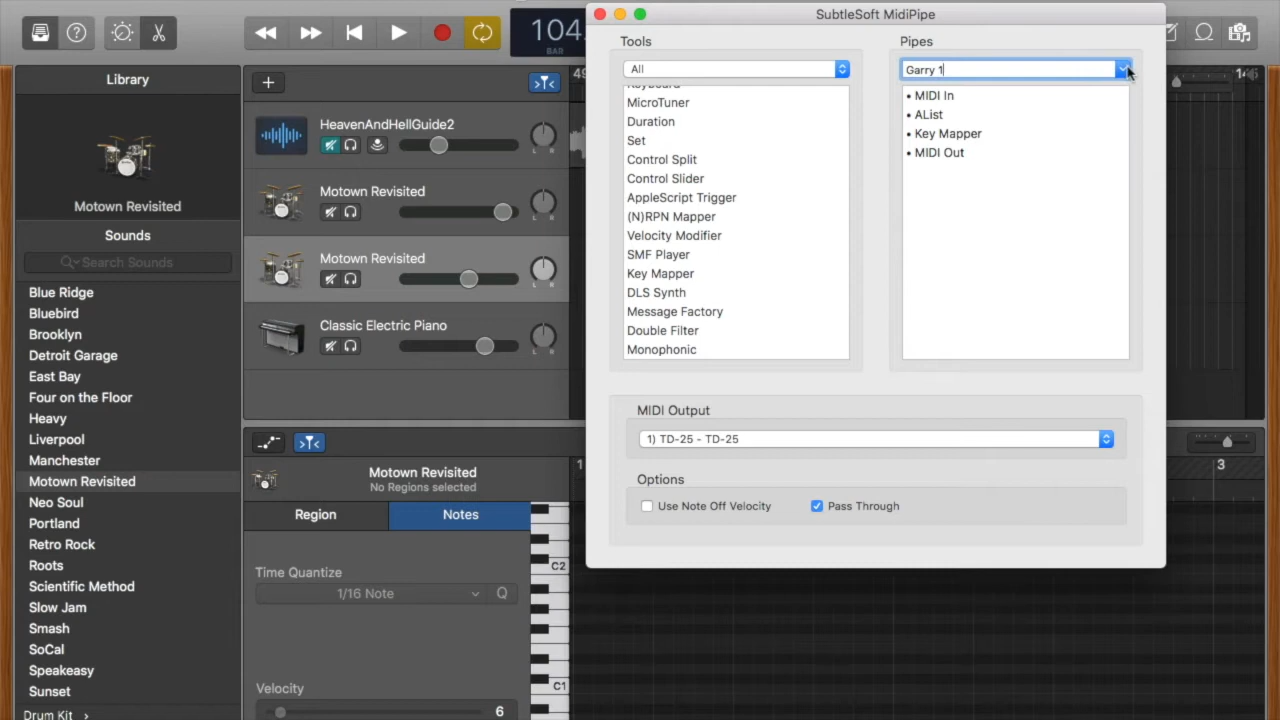 SubtleSoft MidiPipe
104
BAR
Tools
Pipes
All
Garry 1
Keyboard
MicroTuner
Duration
Set
Control Split
Control Slider
AppleScript Trigger
(N)RPN Mapper
Velocity Modifier
SMF Player
Key Mapper
DLS Synth
Message Factory
Double Filter
Monophonic
• MIDI In
• AList
• Key Mapper
• MIDI Out
MIDI Output
1) TD-25 - TD-25
Options
Use Note Off Velocity
Pass Through
Library
Motown Revisited
Sounds
Search Sounds
Blue Ridge
Bluebird
Brooklyn
Detroit Garage
East Bay
Four on the Floor
Heavy
Liverpool
Manchester
Motown Revisited
Neo Soul
Portland
Retro Rock
Roots
Scientific Method
Slow Jam
Smash
SoCal
Speakeasy
Sunset
Drum Kit >
49
HeavenAndHellGuide2
L R
Motown Revisited
L R
Motown Revisited
L R
Classic Electric Piano
L R
Motown Revisited
No Regions selected
1
3
Region
Notes
Time Quantize
1/16 Note
Q
Velocity
6
C2
C1